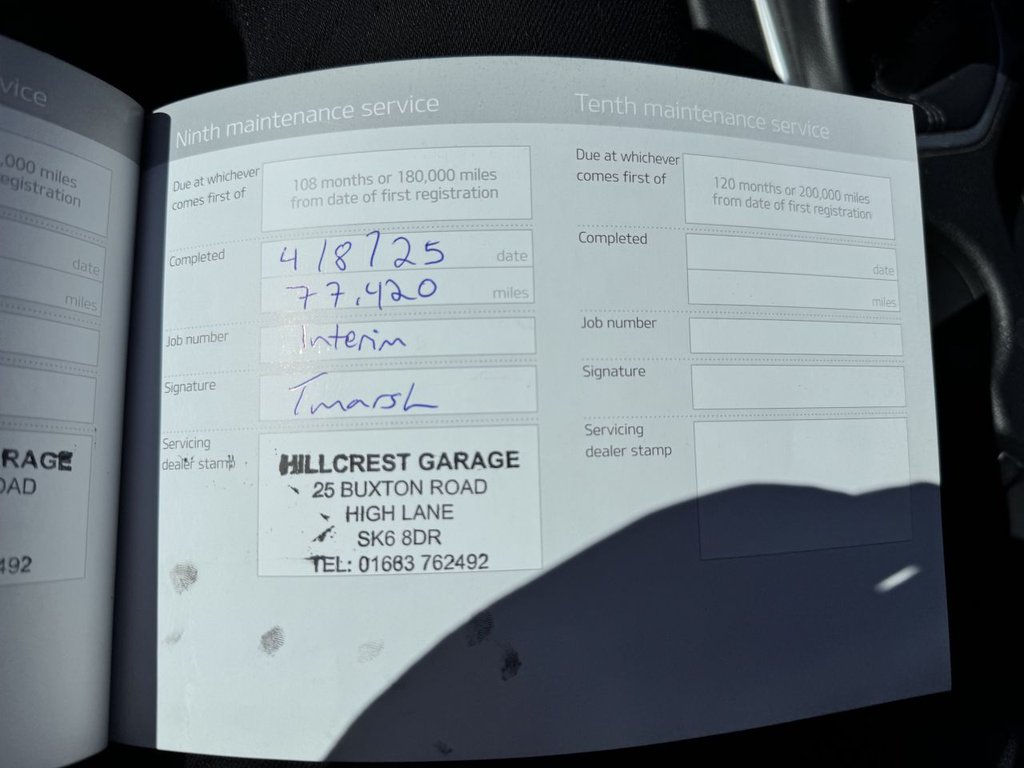 vice
,000 miles
egistration
date
miles
RAGE
OAD
492
Ninth maintenance service
Due at whichever
comes first of
108 months or 180,000 miles
from date of first registration
Completed
4/8/25
date
77,420
miles
Job number
Interim
Signature
Tmarsh
Servicing
dealer stamp
HILLCREST GARAGE
25 BUXTON ROAD
HIGH LANE
SK6 8DR
TEL: 01663 762492
Tenth maintenance service
Due at whichever
comes first of
120 months or 200,000 miles
from date of first registration
Completed
date
miles
Job number
Signature
Servicing
dealer stamp